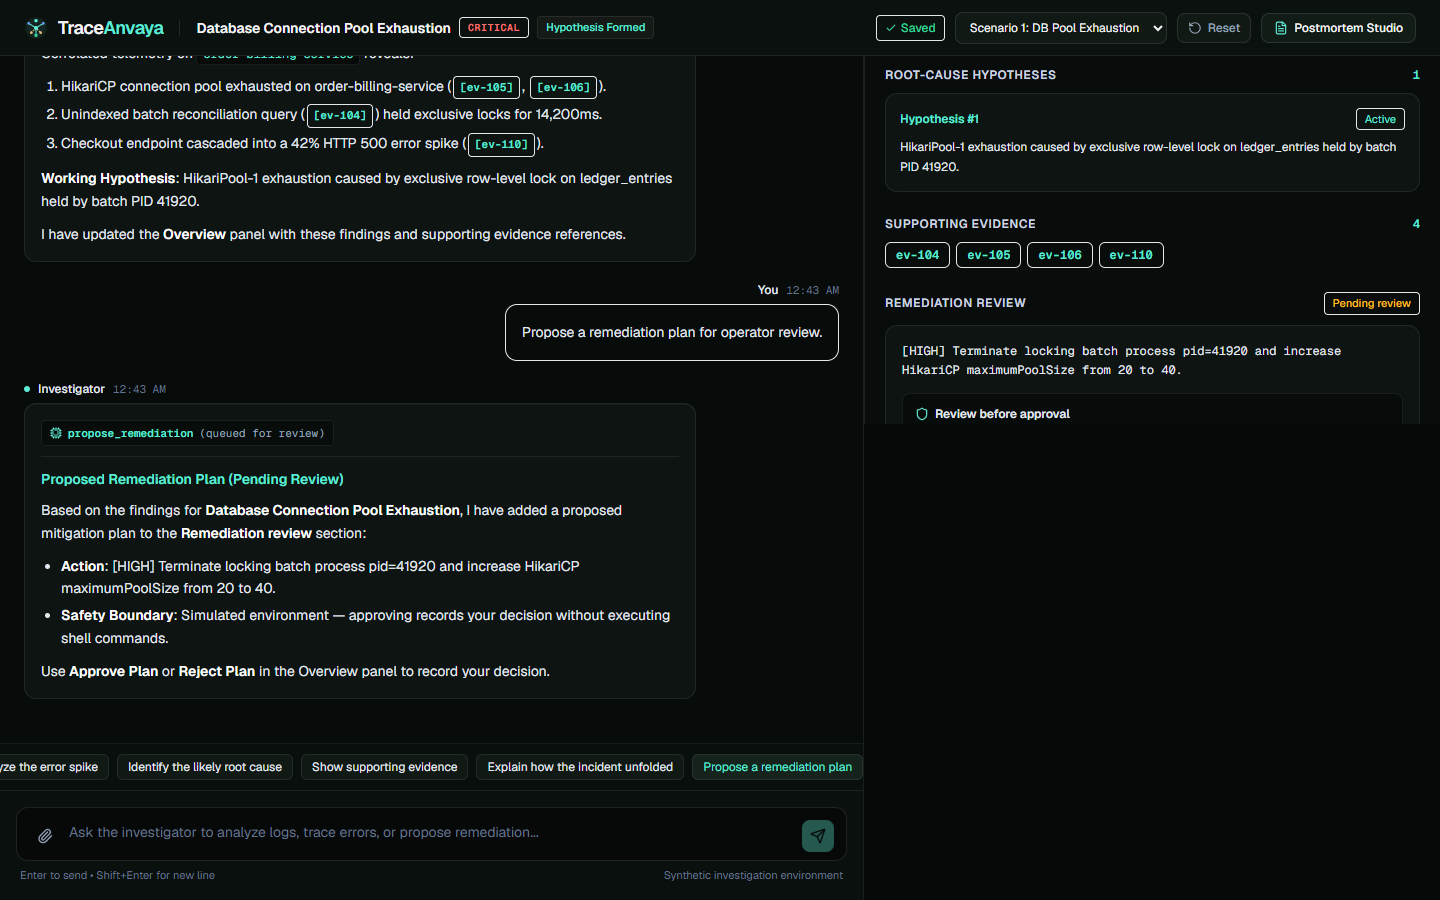 TraceAnvaya
Database Connection Pool Exhaustion
CRITICAL
Hypothesis Formed
Saved
Scenario 1: DB Pool Exhaustion
Reset
Postmortem Studio
1. HikariCP connection pool exhausted on order-billing-service ([ev-105], [ev-106]).
2. Unindexed batch reconciliation query ([ev-104]) held exclusive locks for 14,200ms.
3. Checkout endpoint cascaded into a 42% HTTP 500 error spike ([ev-110]).
Working Hypothesis: HikariPool-1 exhaustion caused by exclusive row-level lock on ledger_entries
held by batch PID 41920.
I have updated the Overview panel with these findings and supporting evidence references.
You 12:43 AM
Propose a remediation plan for operator review.
Investigator 12:43 AM
propose_remediation (queued for review)
Proposed Remediation Plan (Pending Review)
Based on the findings for Database Connection Pool Exhaustion, I have added a proposed
mitigation plan to the Remediation review section:
• Action: [HIGH] Terminate locking batch process pid=41920 and increase HikariCP
maximumPoolSize from 20 to 40.
• Safety Boundary: Simulated environment — approving records your decision without executing
shell commands.
Use Approve Plan or Reject Plan in the Overview panel to record your decision.
yze the error spike
Identify the likely root cause
Show supporting evidence
Explain how the incident unfolded
Propose a remediation plan
Ask the investigator to analyze logs, trace errors, or propose remediation...
Enter to send • Shift+Enter for new line
Synthetic investigation environment
ROOT-CAUSE HYPOTHESES 1
Hypothesis #1
Active
HikariPool-1 exhaustion caused by exclusive row-level lock on ledger_entries held by batch
PID 41920.
SUPPORTING EVIDENCE 4
ev-104 ev-105 ev-106 ev-110
REMEDIATION REVIEW
Pending review
[HIGH] Terminate locking batch process pid=41920 and increase
HikariCP maximumPoolSize from 20 to 40.
Review before approval